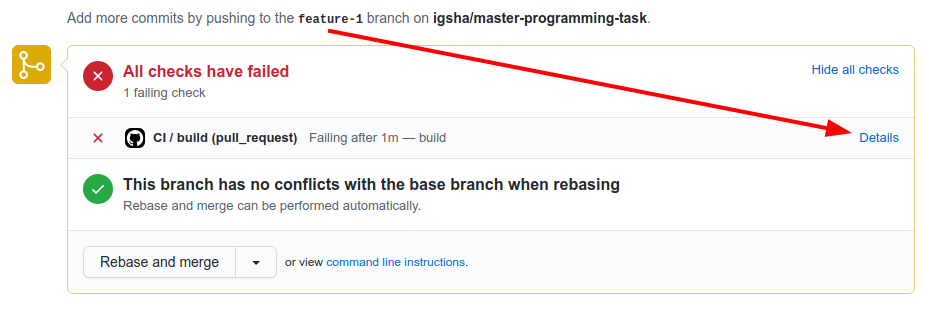 Add more commits by pushing to the feature-1 branch on igsha/master-programming-task.
All checks have failed
Hide all checks
1 failing check
CI / build (pull_request) Failing after 1m — build
Details
This branch has no conflicts with the base branch when rebasing
Rebase and merge can be performed automatically.
Rebase and merge
or view command line instructions.